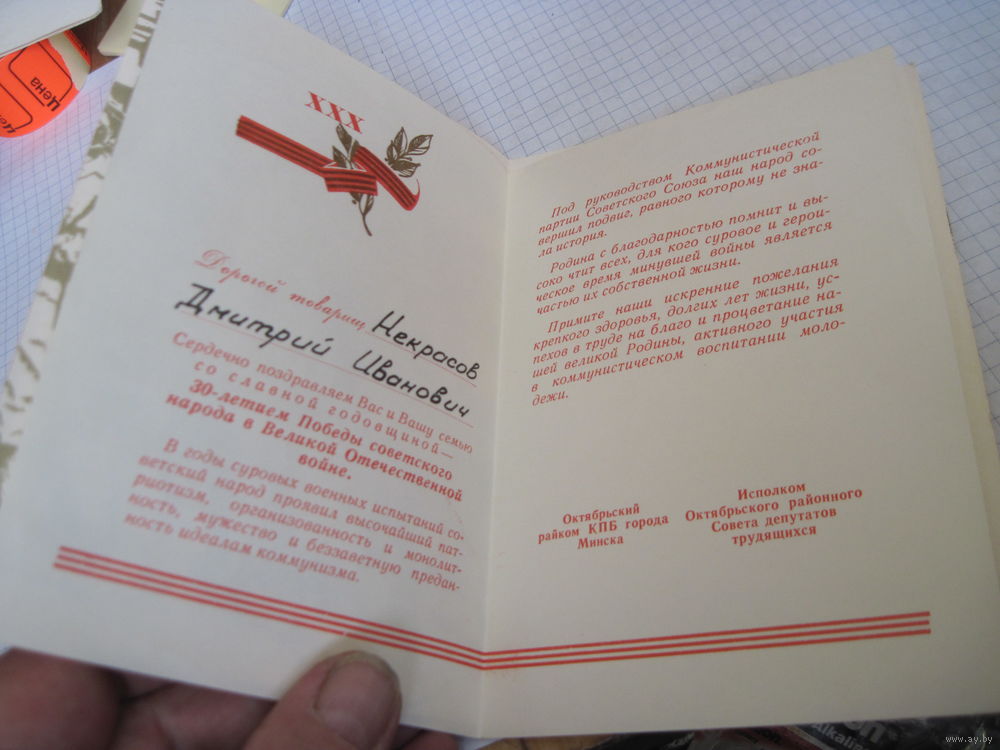 Цена
XXX
Дорогой товарищ Некрасов
Дмитрий Иванович
Сердечно поздравляем Вас и Вашу семью
со славной годовщиной —
30-летием Победы советского
народа в Великой Отечественной
войне.
В годы суровых военных испытаний со-
ветский народ проявил высочайший пат-
риотизм, организованность и монолит-
ность, мужество и беззаветную предан-
ность идеалам коммунизма.
Под руководством Коммунистической
партии Советского Союза наш народ со-
вершил подвиг, равного которому не зна-
ла история.
Родина с благодарностью помнит и вы-
соко чтит всех, для кого суровое и герои-
ческое время минувшей войны является
частью их собственной жизни.
Примите наши искренние пожелания
крепкого здоровья, долгих лет жизни, ус-
пехов в труде на благо и процветание на-
шей великой Родины, активного участия
в коммунистическом воспитании моло-
дежи.
Октябрьский
райком КПБ города
Минска
Исполком
Октябрьского районного
Совета депутатов
трудящихся
www.ay.by